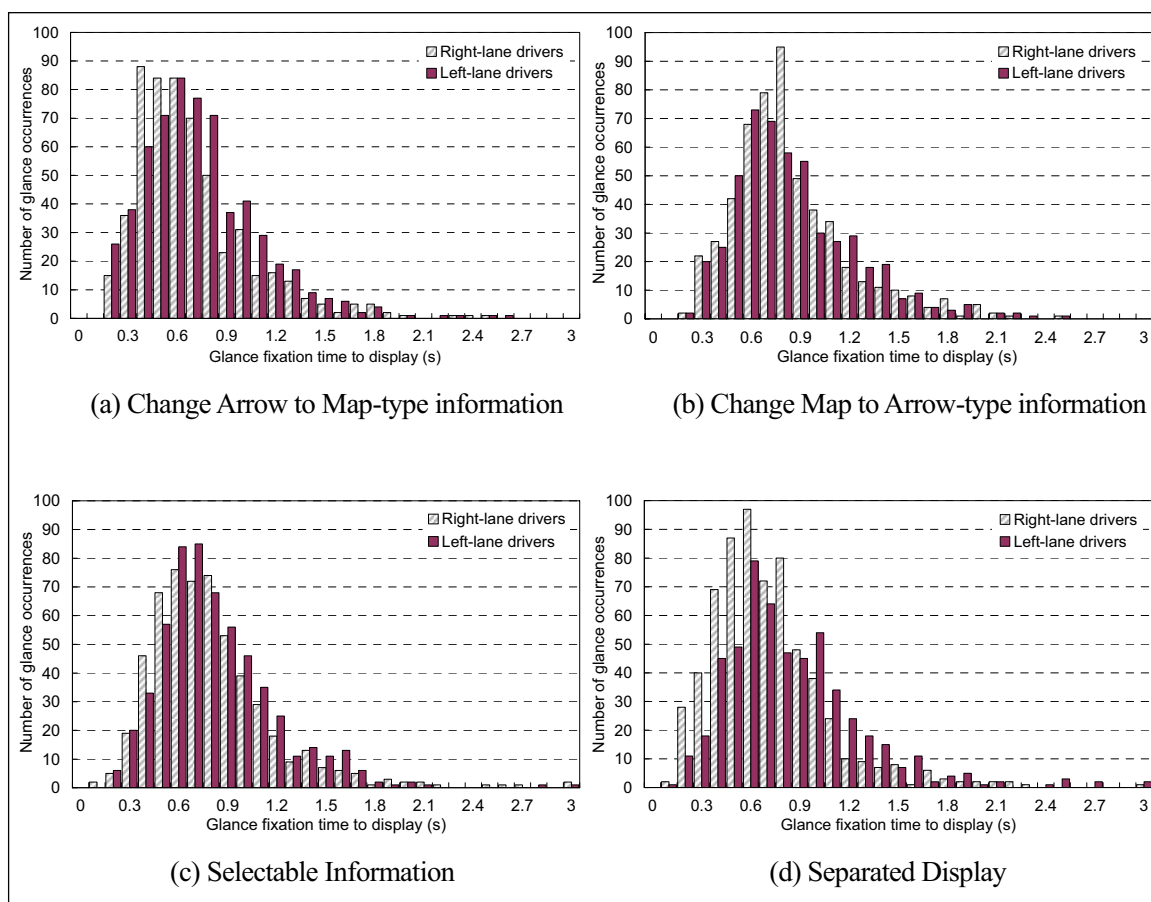 100
90
80
70
60
50
40
30
20
10
0
Number of glance occurrences
Right-lane drivers
Left-lane drivers
0 0.3 0.6 0.9 1.2 1.5 1.8 2.1 2.4 2.7 3
Glance fixation time to display (s)
(a) Change Arrow to Map-type information
100
90
80
70
60
50
40
30
20
10
0
Number of glance occurrences
Right-lane drivers
Left-lane drivers
0 0.3 0.6 0.9 1.2 1.5 1.8 2.1 2.4 2.7 3
Glance fixation time to display (s)
(b) Change Map to Arrow-type information
100
90
80
70
60
50
40
30
20
10
0
Number of glance occurrences
Right-lane drivers
Left-lane drivers
0 0.3 0.6 0.9 1.2 1.5 1.8 2.1 2.4 2.7 3
Glance fixation time to display (s)
(c) Selectable Information
100
90
80
70
60
50
40
30
20
10
0
Number of glance occurrences
Right-lane drivers
Left-lane drivers
0 0.3 0.6 0.9 1.2 1.5 1.8 2.1 2.4 2.7 3
Glance fixation time to display (s)
(d) Separated Display